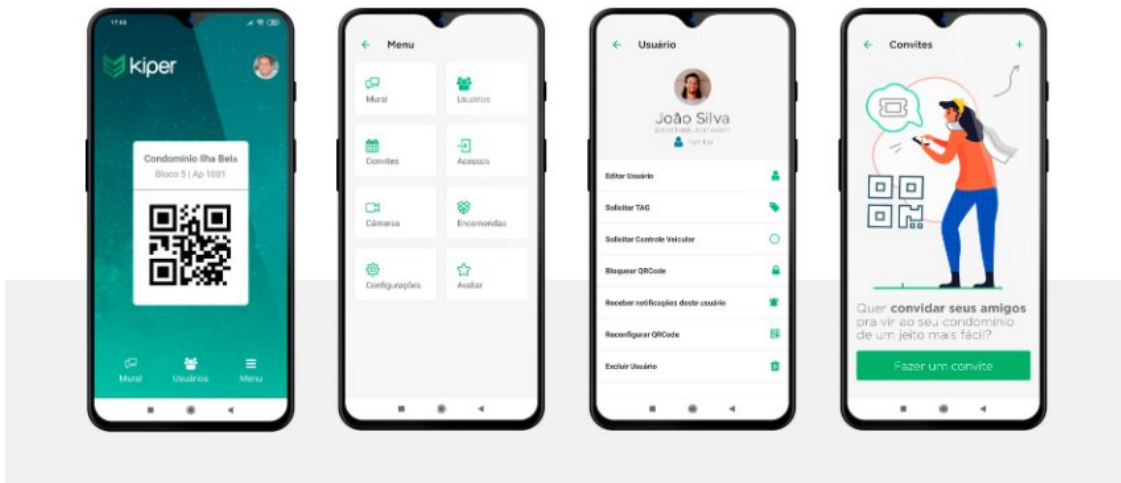 17:55
kiper
Condomínio Ilha Bela
Bloco 5 | Ap 1001
Mural
Usuários
Menu
Menu
Mural
Usuários
Convites
Acessos
Câmeras
Encomendas
Configurações
Avaliar
Usuário
João Silva
Familiar
Editar Usuário
Solicitar TAG
Solicitar Controle Veicular
Bloquear QRCode
Receber notificações deste usuário
Reconfigurar QRCode
Excluir Usuário
Convites
Quer convidar seus amigos
pra vir ao seu condomínio
de um jeito mais fácil?
Fazer um convite